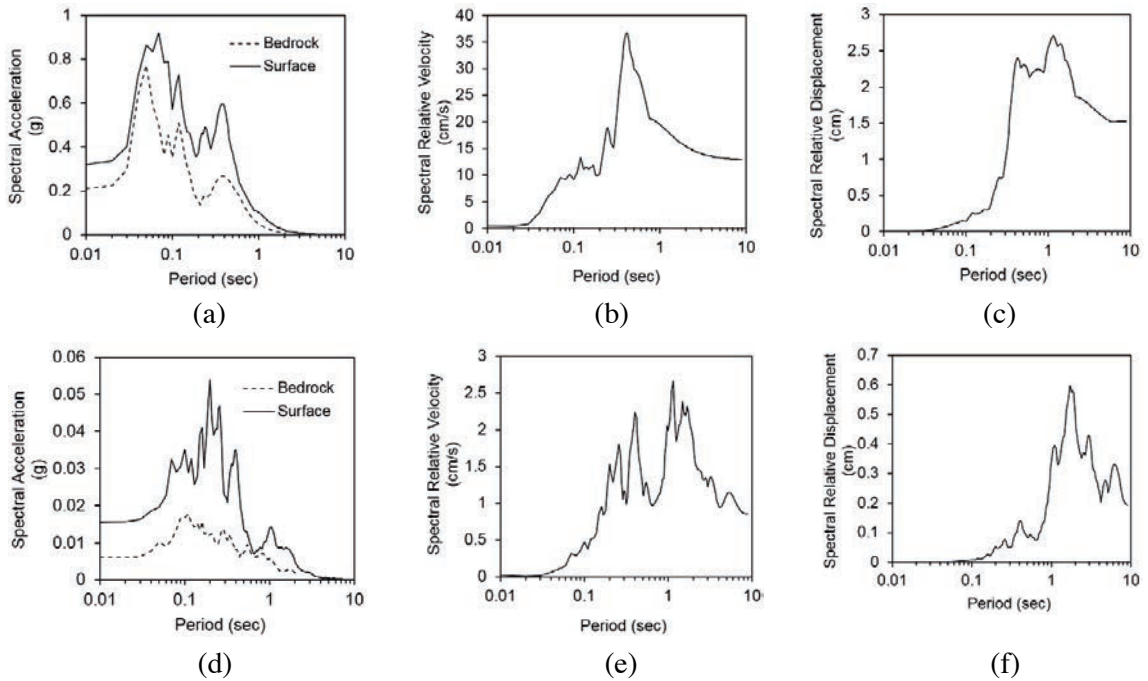 Spectral Acceleration
(g)
1
0.8
0.6
0.4
0.2
0
Bedrock
Surface
0.01
0.1
1
10
Period (sec)
(a)
Spectral Relative Velocity
(cm/s)
40
35
30
25
20
15
10
5
0
0.01
0.1
1
10
Period (sec)
(b)
Spectral Relative Displacement
(cm)
3
2.5
2
1.5
1
0.5
0
0.01
0.1
1
10
Period (sec)
(c)
Spectral Acceleration
(g)
0.06
0.05
0.04
0.03
0.02
0.01
0
Bedrock
Surface
0.01
0.1
1
10
Period (sec)
(d)
Spectral Relative Velocity
(cm/s)
3
2.5
2
1.5
1
0.5
0
0.01
0.1
1
10
Period (sec)
(e)
Spectral Relative Displacement
(cm)
0.7
0.6
0.5
0.4
0.3
0.2
0.1
0
0.01
0.1
1
10
Period (sec)
(f)